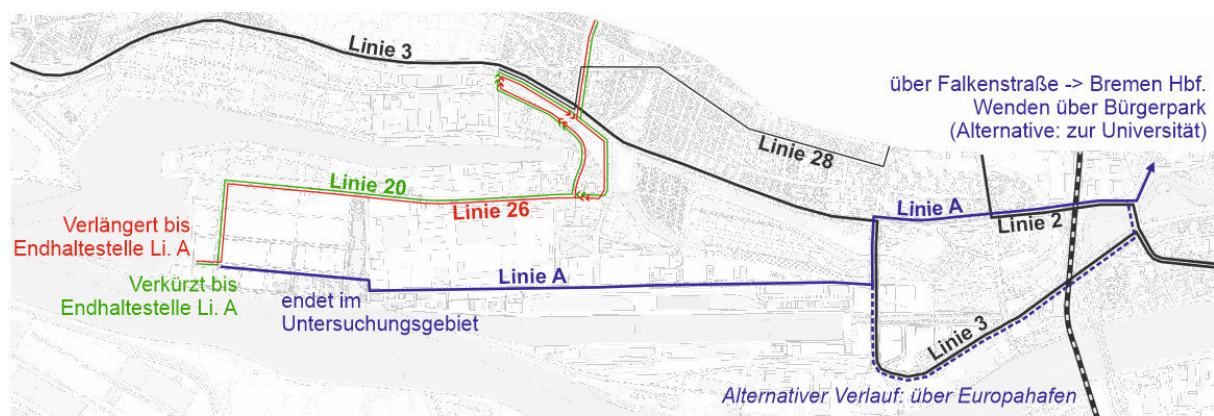 Linie 3
über Falkenstraße -> Bremen Hbf.
Wenden über Bürgerpark
(Alternative: zur Universität)
Linie 28
Linie 20
Linie 26
Linie A
Linie 2
Verlängert bis
Endhaltestelle Li. A
Verkürzt bis
Endhaltestelle Li. A
Linie A
endet im
Untersuchungsgebiet
Linie 3
Alternativer Verlauf: über Europahafen